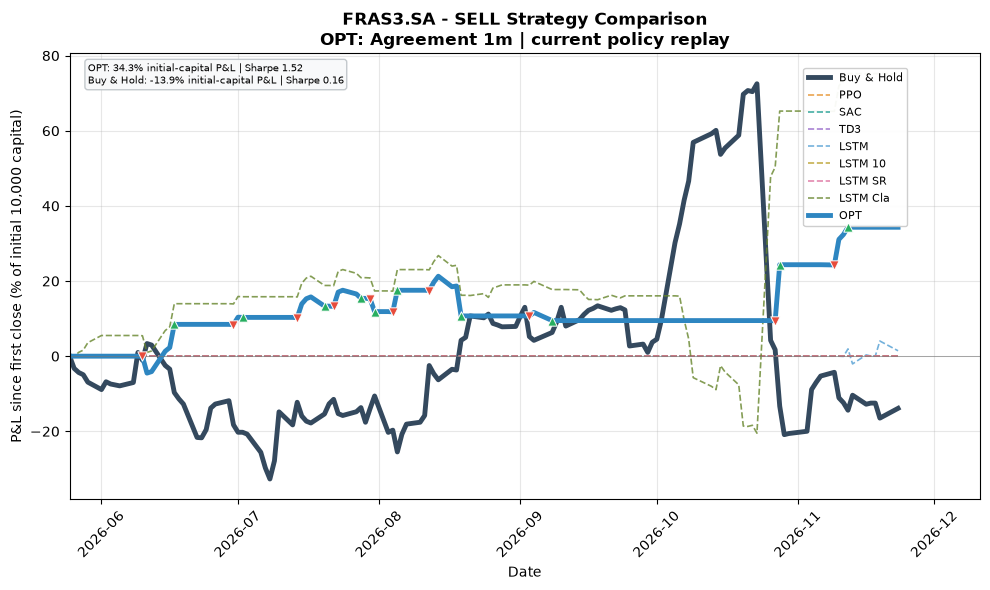 FRAS3.SA - SELL Strategy Comparison
OPT: Agreement 1m | current policy replay
OPT: 34.3% initial-capital P&L | Sharpe 1.52
Buy & Hold: -13.9% initial-capital P&L | Sharpe 0.16
Buy & Hold
PPO
SAC
TD3
LSTM
LSTM 10
LSTM SR
LSTM Cla
OPT
P&L since first close (% of initial 10,000 capital)
80
60
40
20
0
−20
2026-06
2026-07
2026-08
2026-09
2026-10
2026-11
2026-12
Date